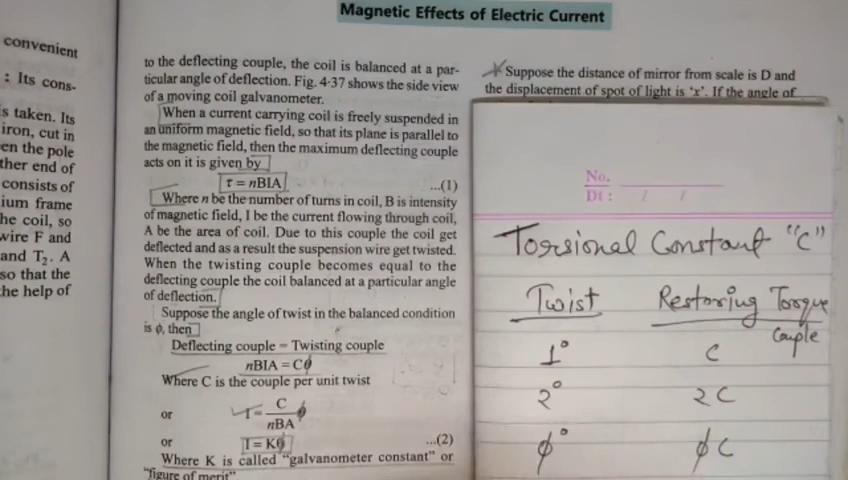 Magnetic Effects of Electric Current
convenient
: Its cons-
s taken. Its
iron, cut in
en the pole
ther end of
consists of
ium frame
he coil, so
wire F and
and T₂. A
so that the
he help of
to the deflecting couple, the coil is balanced at a par-
ticular angle of deflection. Fig. 4·37 shows the side view
of a moving coil galvanometer.
When a current carrying coil is freely suspended in
an uniform magnetic field, so that its plane is parallel to
the magnetic field, then the maximum deflecting couple
acts on it is given by
τ = nBIA ...(1)
Where n be the number of turns in coil, B is intensity
of magnetic field, I be the current flowing through coil,
A be the area of coil. Due to this couple the coil get
deflected and as a result the suspension wire get twisted.
When the twisting couple becomes equal to the
deflecting couple the coil balanced at a particular angle
of deflection.
Suppose the angle of twist in the balanced condition
is ϕ, then
Deflecting couple = Twisting couple
nBIA = Cϕ
Where C is the couple per unit twist
or I = C/nBA ϕ
or I = Kϕ ...(2)
Where K is called "galvanometer constant" or
"figure of merit"
Suppose the distance of mirror from scale is D and
the displacement of spot of light is 'x'. If the angle of
No.
Dt : / /
Torsional Constant "C"
Twist Restoring Torque
Couple
1° C
2° 2C
ϕ° ϕC